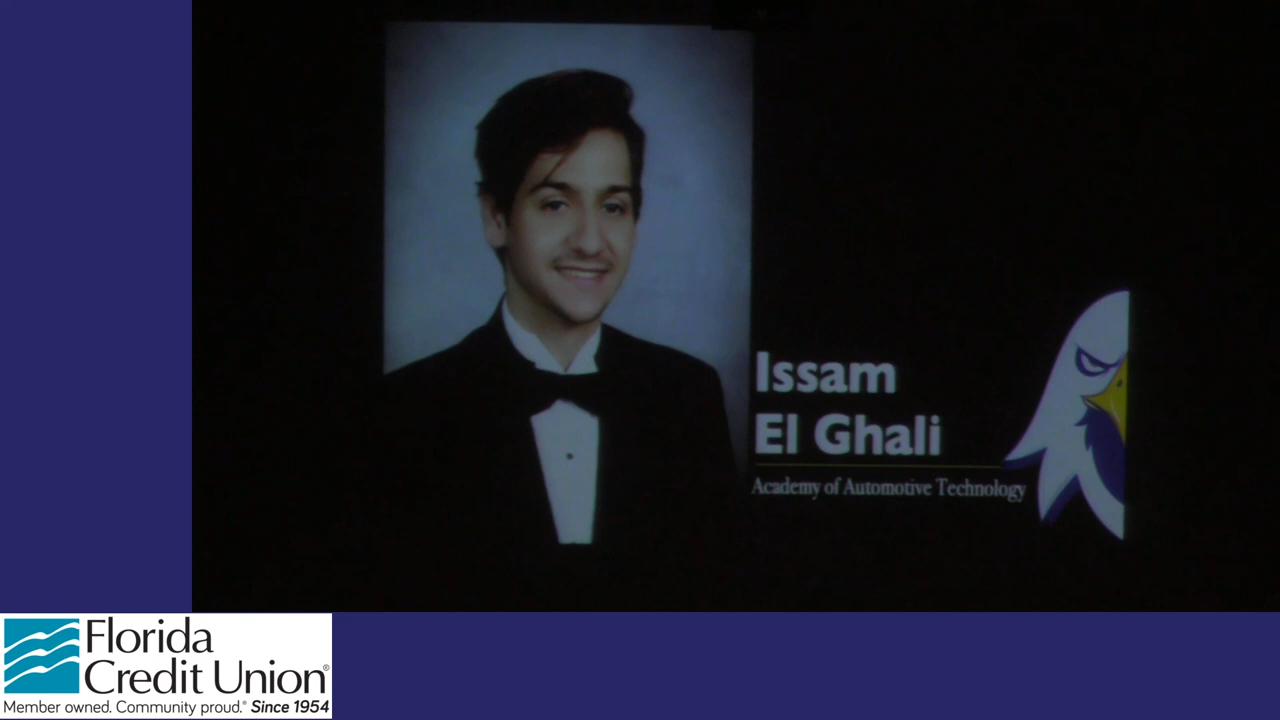 Issam
El Ghali
Academy of Automotive Technology
Florida
Credit Union®
Member owned. Community proud.® Since 1954